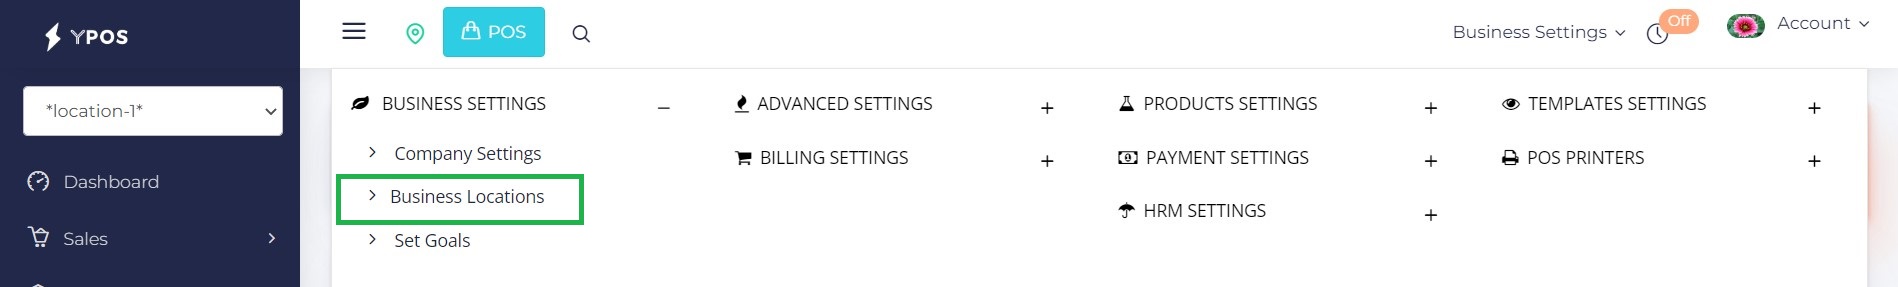 YPOS
POS
Business Settings
Off
Account
*location-1*
Dashboard
Sales
BUSINESS SETTINGS
Company Settings
Business Locations
Set Goals
ADVANCED SETTINGS
BILLING SETTINGS
PRODUCTS SETTINGS
PAYMENT SETTINGS
HRM SETTINGS
TEMPLATES SETTINGS
POS PRINTERS